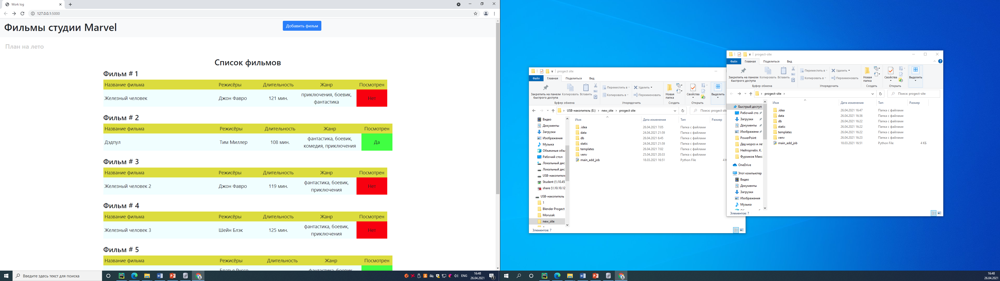 Work log
127.0.0.1:5000
Фильмы студии Marvel
Добавить фильм
План на лето
Список фильмов
Фильм # 1
Название фильма Режисёры Длительность Жанр Посмотрен
Железный человек Джон Фавро 121 мин. приключения, боевик, фантастика Нет
Фильм # 2
Название фильма Режисёры Длительность Жанр Посмотрен
Дэдпул Тим Миллер 108 мин. фантастика, боевик, комедия, приключения Да
Фильм # 3
Название фильма Режисёры Длительность Жанр Посмотрен
Железный человек 2 Джон Фавро 119 мин. фантастика, боевик, приключения Нет
Фильм # 4
Название фильма Режисёры Длительность Жанр Посмотрен
Железный человек 3 Шейн Блэк 125 мин. фантастика, боевик, приключения Нет
Фильм # 5
Название фильма Режисёры Длительность Жанр Посмотрен
Братья Руссо фантастика, боевик,
Введите здесь текст для поиска
ENG
16:48
26.04.2021
progect site
Файл Главная Поделиться Вид
Закрепить на панели быстрого доступа
Копировать
Вставить
Переместить в
Копировать в
Удалить
Переименовать
Новая папка
Свойства
Выделить
Буфер обмена Упорядочить Создать Открыть
USB-накопитель (E:) › new_site › progect site
Поиск: progect site
Видео
Документы
Загрузки
Изображения
Музыка
Объемные объ
Рабочий стол
Локальный дис
Локальный дис
USB-накопител
Student (\\10.45
share (\\10.10.12
USB-накопитель
1
Blender Progect
Morusak
new_site
Имя Дата изменения Тип Размер
.idea 26.04.2021 7:05 Папка с файлами
data 24.04.2021 21:59 Папка с файлами
db 26.04.2021 6:45 Папка с файлами
static 24.04.2021 21:59 Папка с файлами
templates 26.04.2021 7:02 Папка с файлами
venv 25.04.2021 20:33 Папка с файлами
main_add_job 18.03.2021 16:51 Python File 4 К
Элементов: 7
progect-site
Файл Главная Поделиться Вид
Закрепить на панели быстрого доступа
Копировать
Вставить
Переместить в
Копировать в
Удалить
Переименовать
Новая папка
Свойства
Выделить
Буфер обмена Упорядочить Создать Открыть
progect-site ›
Поиск: progect-site
Быстрый доступ
Рабочий сто
Загрузки
Документы
Изображени
PowerPoint
Дед мороз и ле
Нейторгейл. К.
Фурзиков Макс
OneDrive
Этот компьютер
Видео
Документы
Загрузки
Изображения
Музыка
Имя Дата изменения Тип Размер
.idea 26.04.2021 16:47 Папка с файлами
data 26.04.2021 16:36 Папка с файлами
db 26.04.2021 16:22 Папка с файлами
static 26.04.2021 16:22 Папка с файлами
templates 26.04.2021 16:22 Папка с файлами
venv 26.04.2021 16:23 Папка с файлами
main_add_job 18.03.2021 16:51 Python File 4 КБ
Элементов: 7
16:48
26.04.2021